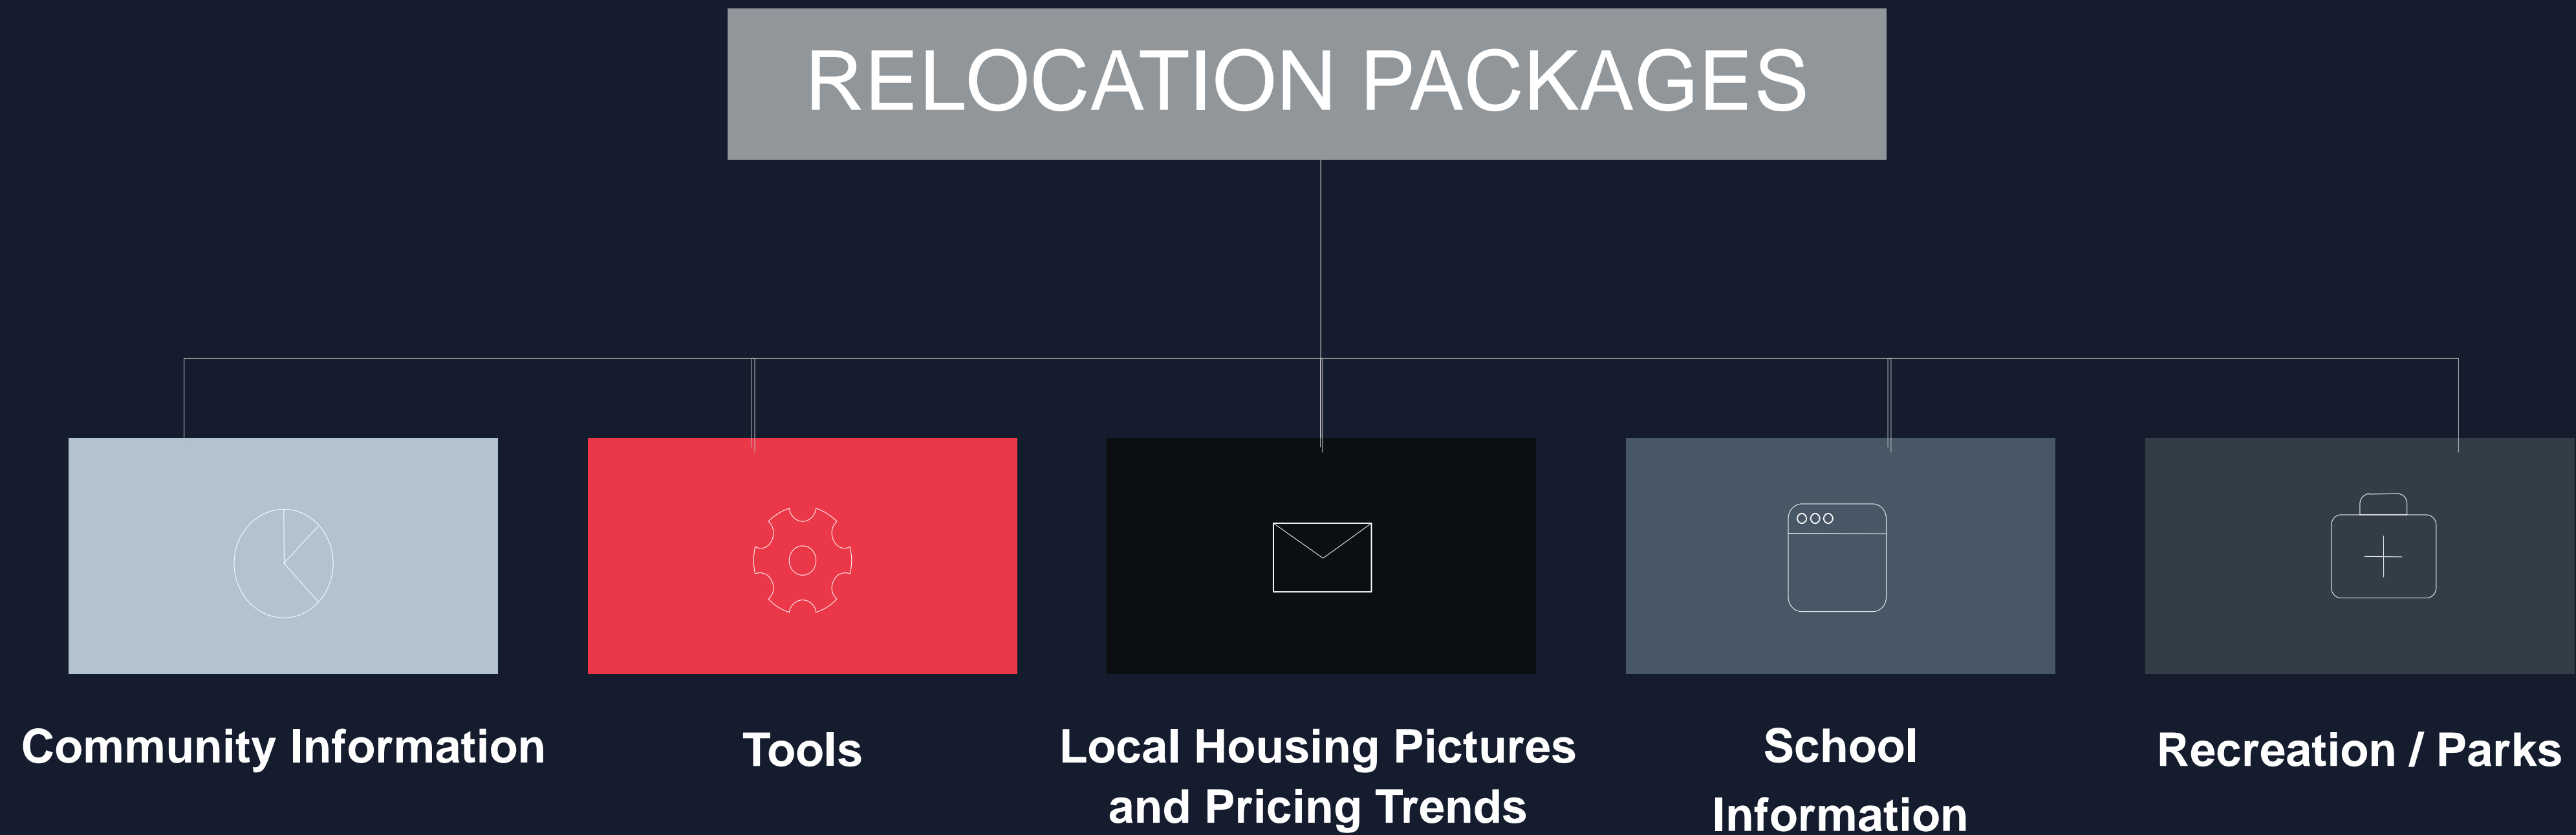 RELOCATION PACKAGES
Community Information
Tools
Local Housing Pictures
and Pricing Trends
School
Information
Recreation / Parks